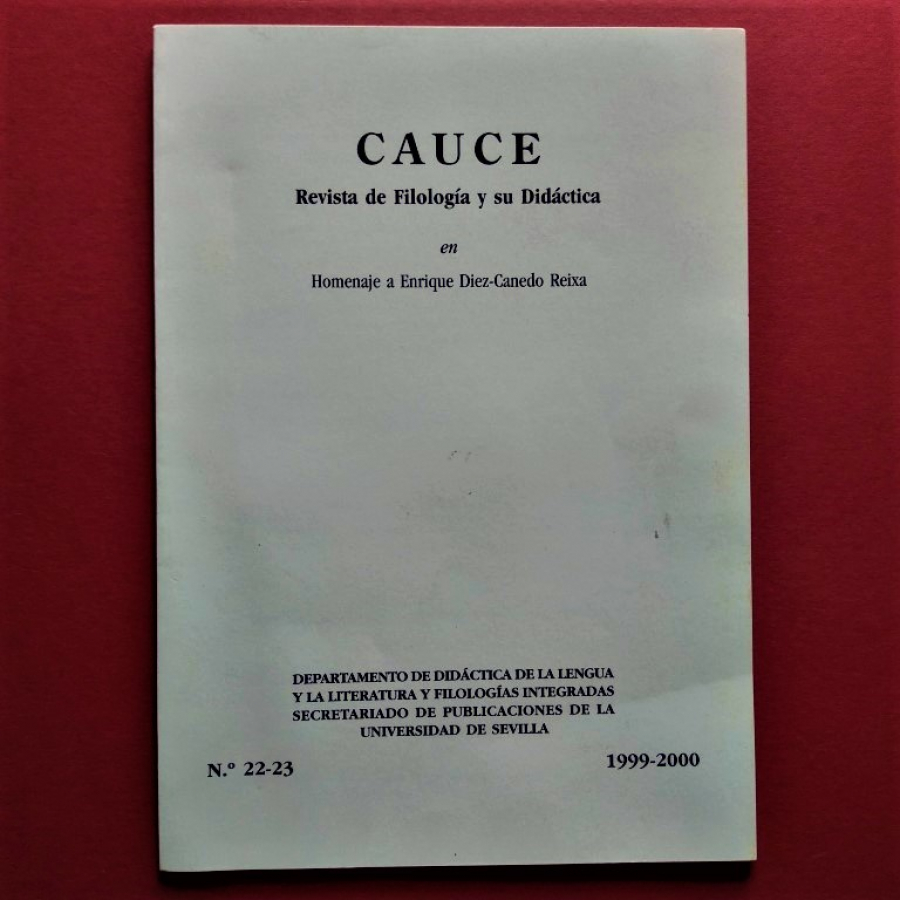 CAUCE
Revista de Filología y su Didáctica
en
Homenaje a Enrique Diez-Canedo Reixa
DEPARTAMENTO DE DIDÁCTICA DE LA LENGUA
Y LA LITERATURA Y FILOLOGÍAS INTEGRADAS
SECRETARIADO DE PUBLICACIONES DE LA
UNIVERSIDAD DE SEVILLA
N.º 22-23
1999-2000